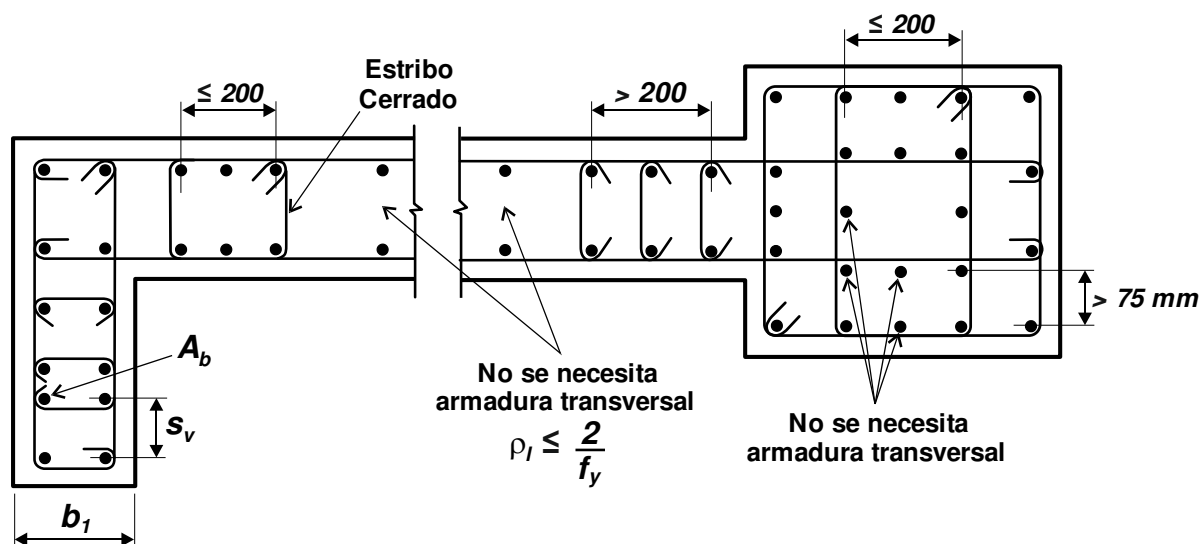 ≤ 200
Estribo
Cerrado
≤ 200
> 200
> 75 mm
A_b
s_v
No se necesita
armadura transversal
ρ_l ≤ 2/f_y
No se necesita
armadura transversal
b_1